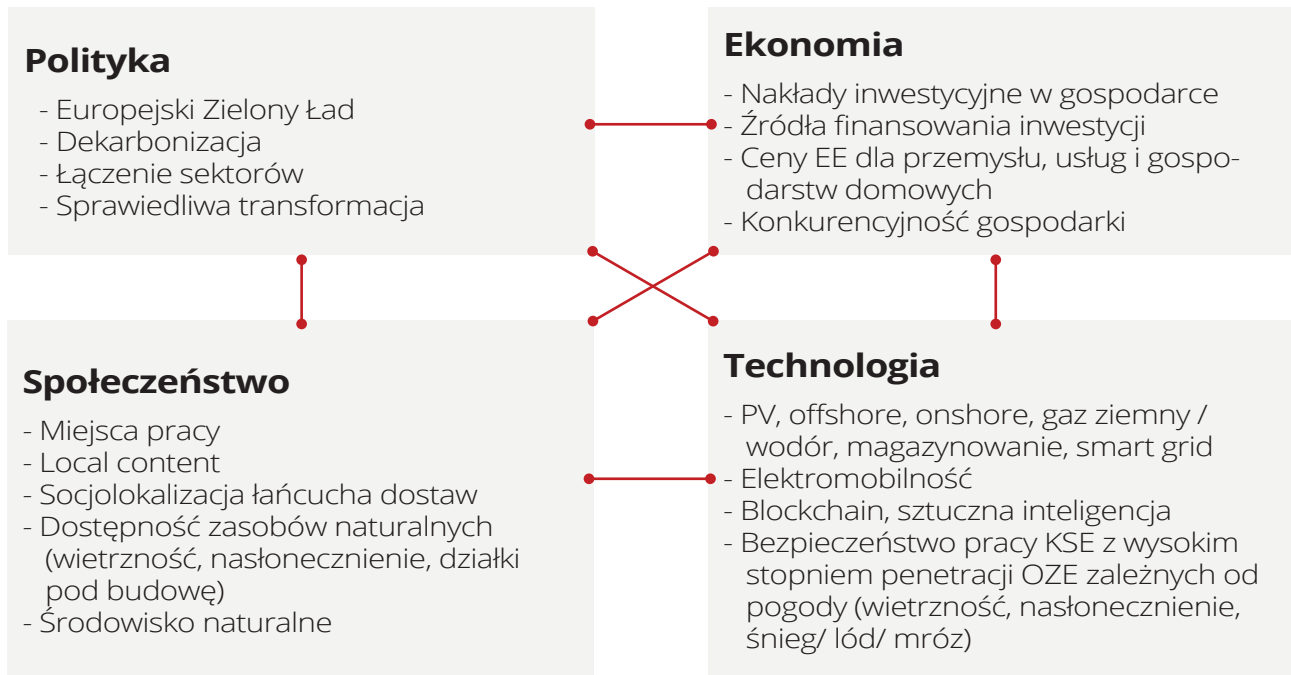 Polityka
- Europejski Zielony Ład
- Dekarbonizacja
- Łączenie sektorów
- Sprawiedliwa transformacja
Ekonomia
- Nakłady inwestycyjne w gospodarce
- Źródła finansowania inwestycji
- Ceny EE dla przemysłu, usług i gospo-
darstw domowych
- Konkurencyjność gospodarki
Społeczeństwo
- Miejsca pracy
- Local content
- Socjolokalizacja łańcucha dostaw
- Dostępność zasobów naturalnych
(wietrzność, nasłonecznienie, działki
pod budowę)
- Środowisko naturalne
Technologia
- PV, offshore, onshore, gaz ziemny /
wodór, magazynowanie, smart grid
- Elektromobilność
- Blockchain, sztuczna inteligencja
- Bezpieczeństwo pracy KSE z wysokim
stopniem penetracji OZE zależnych od
pogody (wietrzność, nasłonecznienie,
śnieg/ lód/ mróz)